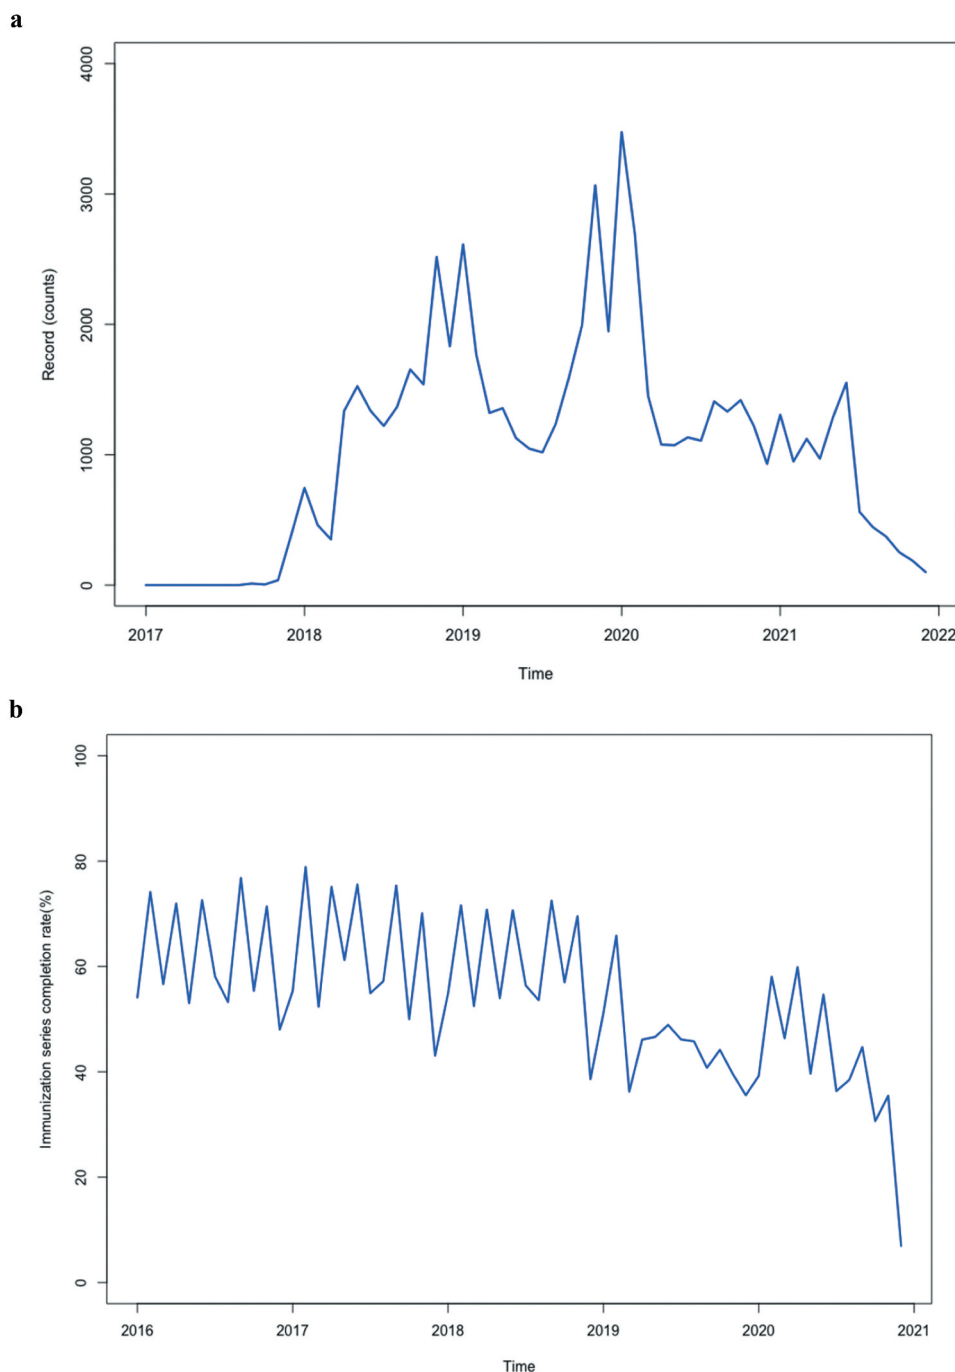 a
4000
3000
2000
1000
0
Record (counts)
2017 2018 2019 2020 2021 2022
Time
b
100
80
60
40
20
0
Immunization series completion rate(%)
2016 2017 2018 2019 2020 2021
Time